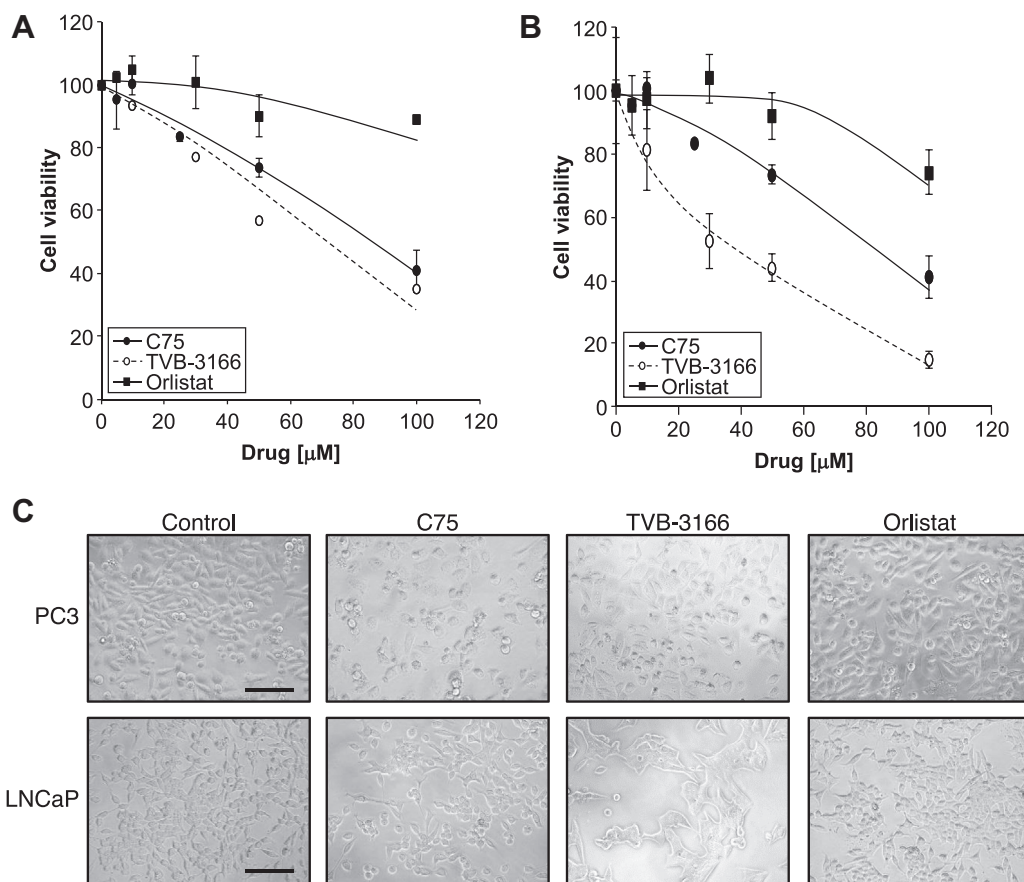 A
120
100
80
60
40
20
0
Cell viability
C75
TVB-3166
Orlistat
0 20 40 60 80 100 120
Drug [μM]
B
120
100
80
60
40
20
0
Cell viability
C75
TVB-3166
Orlistat
0 20 40 60 80 100 120
Drug [μM]
C
Control C75 TVB-3166 Orlistat
PC3
LNCaP